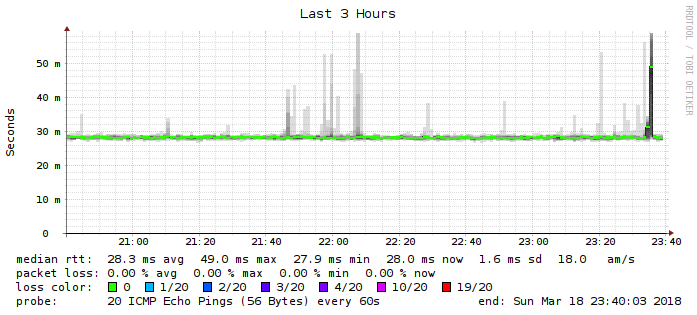 Last 3 Hours
RRDTOOL / TOBI OETIKER
Seconds
50 m
40 m
30 m
20 m
10 m
0
21:00 21:20 21:40 22:00 22:20 22:40 23:00 23:20 23:40
median rtt: 28.3 ms avg 49.0 ms max 27.9 ms min 28.0 ms now 1.6 ms sd 18.0 am/s
packet loss: 0.00 % avg 0.00 % max 0.00 % min 0.00 % now
loss color: 0 1/20 2/20 3/20 4/20 10/20 19/20
probe: 20 ICMP Echo Pings (56 Bytes) every 60s end: Sun Mar 18 23:40:03 2018